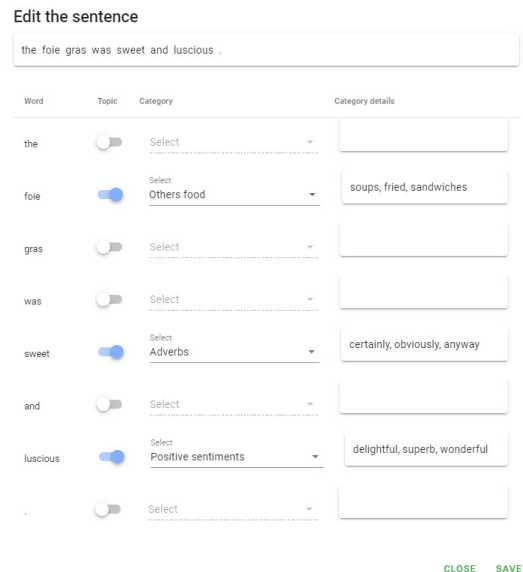 Edit the sentence
the foie gras was sweet and luscious .
Word Topic Category Category details
the Select
Select
foie Others food soups, fried, sandwiches
gras Select
was Select
Select
sweet Adverbs certainly, obviously, anyway
and Select
Select
luscious Positive sentiments delightful, superb, wonderful
. Select
CLOSE SAVE